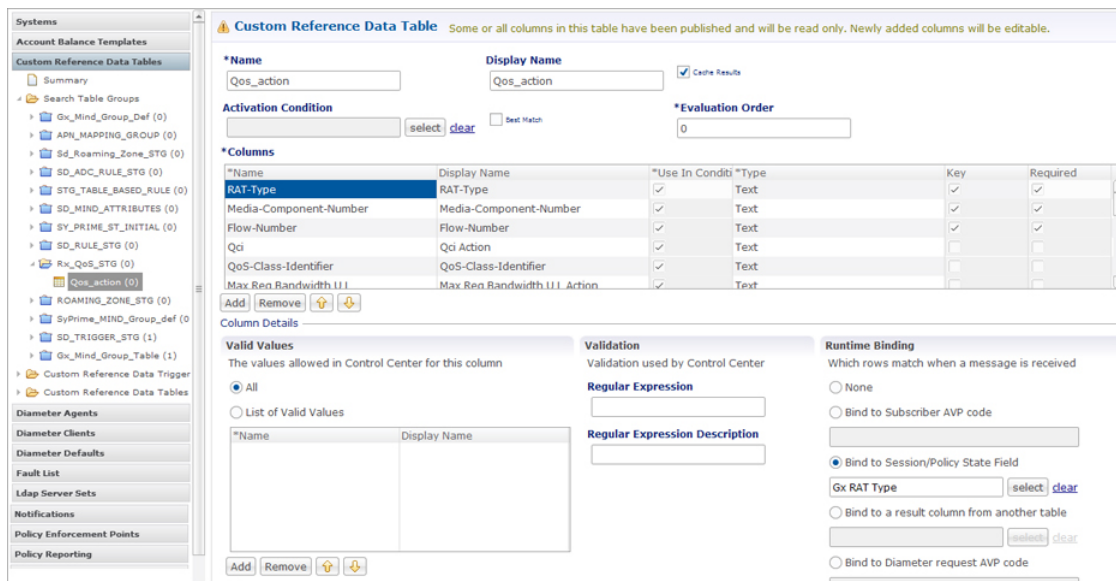 Systems
Account Balance Templates
Custom Reference Data Tables
Summary
Search Table Groups
Gx_Mind_Group_Def (0)
APN_MAPPING_GROUP (0)
Sd_Roaming_Zone_STG (0)
SD_ADC_RULE_STG (0)
STG_TABLE_BASED_RULE (0)
SD_MIND_ATTRIBUTES (0)
SY_PRIME_ST_INITIAL (0)
SD_RULE_STG (0)
Rx_QoS_STG (0)
Qos_action (0)
ROAMING_ZONE_STG (0)
SyPrime_MIND_Group_def (0
SD_TRIGGER_STG (1)
Gx_Mind_Group_Table (1)
Custom Reference Data Trigger
Custom Reference Data Tables
Diameter Agents
Diameter Clients
Diameter Defaults
Fault List
Ldap Server Sets
Notifications
Policy Enforcement Points
Policy Reporting
Custom Reference Data Table Some or all columns in this table have been published and will be read only. Newly added columns will be editable.
*Name Display Name
Qos_action Qos_action Cache Results
Activation Condition *Evaluation Order
select clear Best Match 0
*Columns
*Name Display Name *Use In Conditi *Type Key Required
RAT-Type RAT-Type Text
Media-Component-Number Media-Component-Number Text
Flow-Number Flow-Number Text
Qci Qci Action Text
QoS-Class-Identifier QoS-Class-Identifier Text
Max Req Bandwidth U L Max Req Bandwidth U L Action Text
Add Remove
Column Details
Valid Values
The values allowed in Control Center for this column
All
List of Valid Values
*Name Display Name
Add Remove
Validation
Validation used by Control Center
Regular Expression
Regular Expression Description
Runtime Binding
Which rows match when a message is received
None
Bind to Subscriber AVP code
Bind to Session/Policy State Field
Gx RAT Type select clear
Bind to a result column from another table
select clear
Bind to Diameter request AVP code